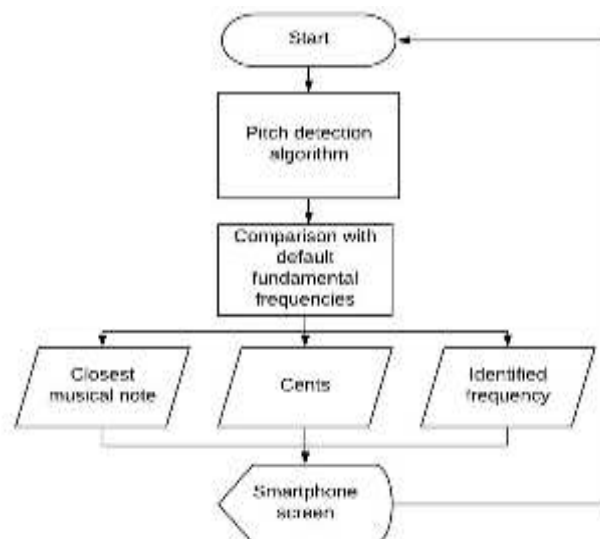 Start
Pitch detection
algorithm
Comparison with
default
fundamental
frequencies
Closest
musical note
Cents
Identified
frequency
Smartphone
screen